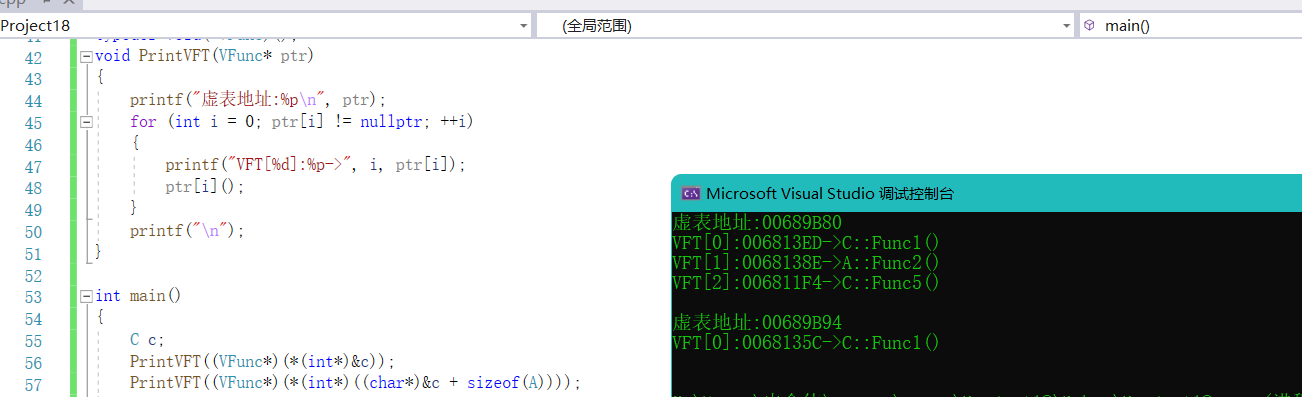 Project18 (全局范围) main()
42 void PrintVFT(VFunc* ptr)
43 {
44 printf("虚表地址:%p\n", ptr);
45 for (int i = 0; ptr[i] != nullptr; ++i)
46 {
47 printf("VFT[%d]:%p->", i, ptr[i]);
48 ptr[i]();
49 }
50 printf("\n");
51 }
52
53 int main()
54 {
55 C c;
56 PrintVFT((VFunc*)(*(int*)&c));
57 PrintVFT((VFunc*)(*(int*)((char*)&c + sizeof(A))));
Microsoft Visual Studio 调试控制台
虚表地址:00689B80
VFT[0]:006813ED->C::Func1()
VFT[1]:0068138E->A::Func2()
VFT[2]:006811F4->C::Func5()
虚表地址:00689B94
VFT[0]:0068135C->C::Func1()